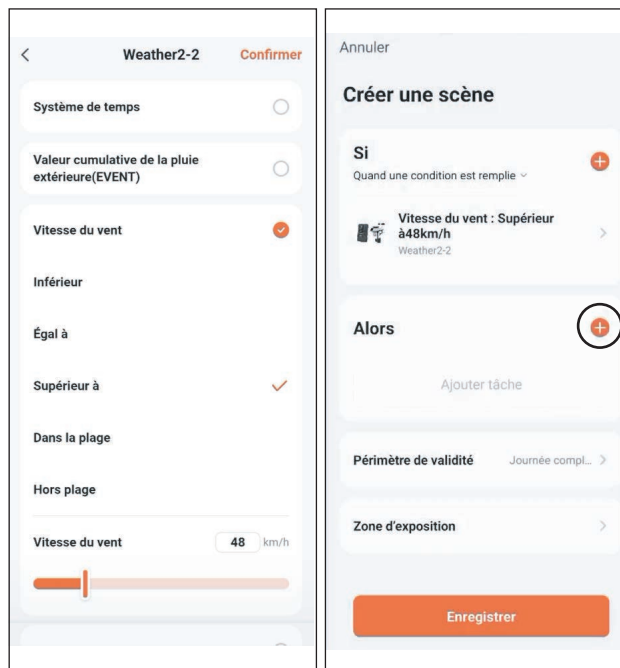 Weather2-2
Confirmer
Système de temps
Valeur cumulative de la pluie
extérieure(EVENT)
Vitesse du vent
Inférieur
Égal à
Supérieur à
Dans la plage
Hors plage
Vitesse du vent
48 km/h
Annuler
Créer une scène
Si
Quand une condition est remplie
Vitesse du vent : Supérieur
à48km/h
Weather2-2
Alors
Ajouter tâche
Périmètre de validité
Journée compl...
Zone d'exposition
Enregistrer